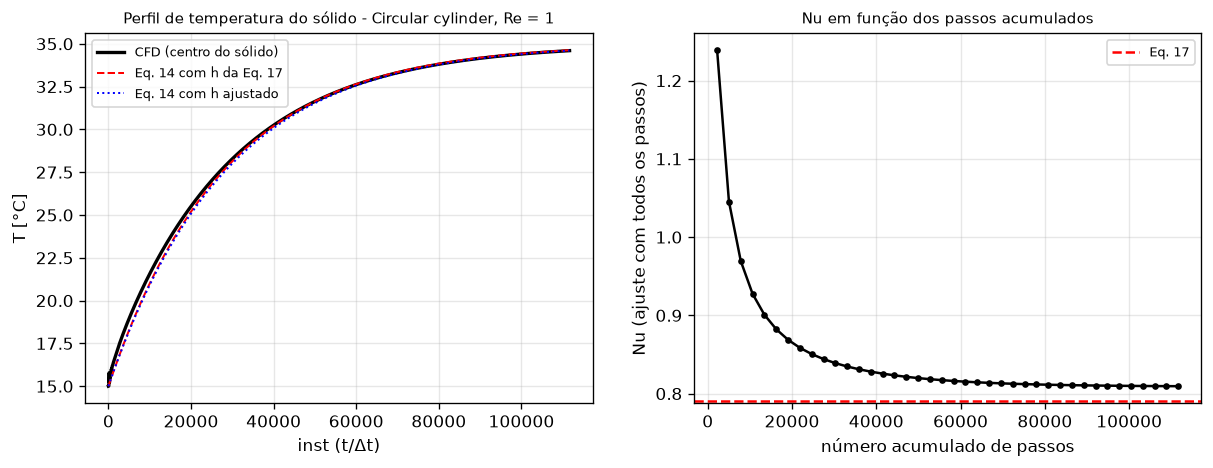 Perfil de temperatura do sólido - Circular cylinder, Re = 1
T [°C]
35.0
32.5
30.0
27.5
25.0
22.5
20.0
17.5
15.0
CFD (centro do sólido)
Eq. 14 com h da Eq. 17
Eq. 14 com h ajustado
0 20000 40000 60000 80000 100000
inst (t/Δt)
Nu em função dos passos acumulados
Nu (ajuste com todos os passos)
1.2
1.1
1.0
0.9
0.8
Eq. 17
0 20000 40000 60000 80000 100000
número acumulado de passos